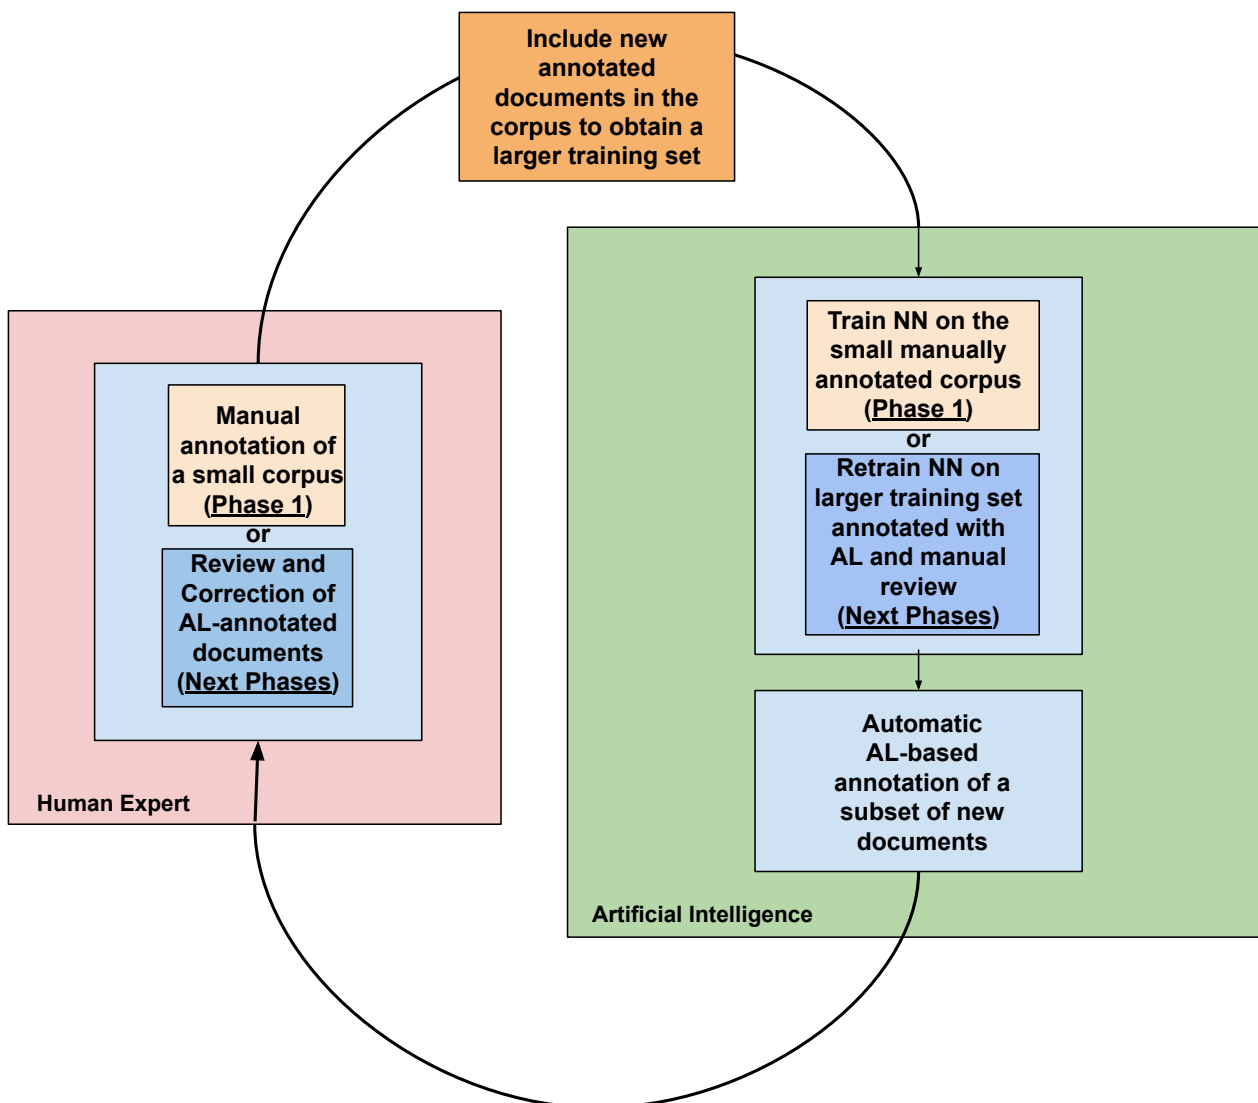 Include new
annotated
documents in the
corpus to obtain a
larger training set
Manual
annotation of
a small corpus
(Phase 1)
or
Review and
Correction of
AL-annotated
documents
(Next Phases)
Human Expert
Train NN on the
small manually
annotated corpus
(Phase 1)
or
Retrain NN on
larger training set
annotated with
AL and manual
review
(Next Phases)
Automatic
AL-based
annotation of a
subset of new
documents
Artificial Intelligence